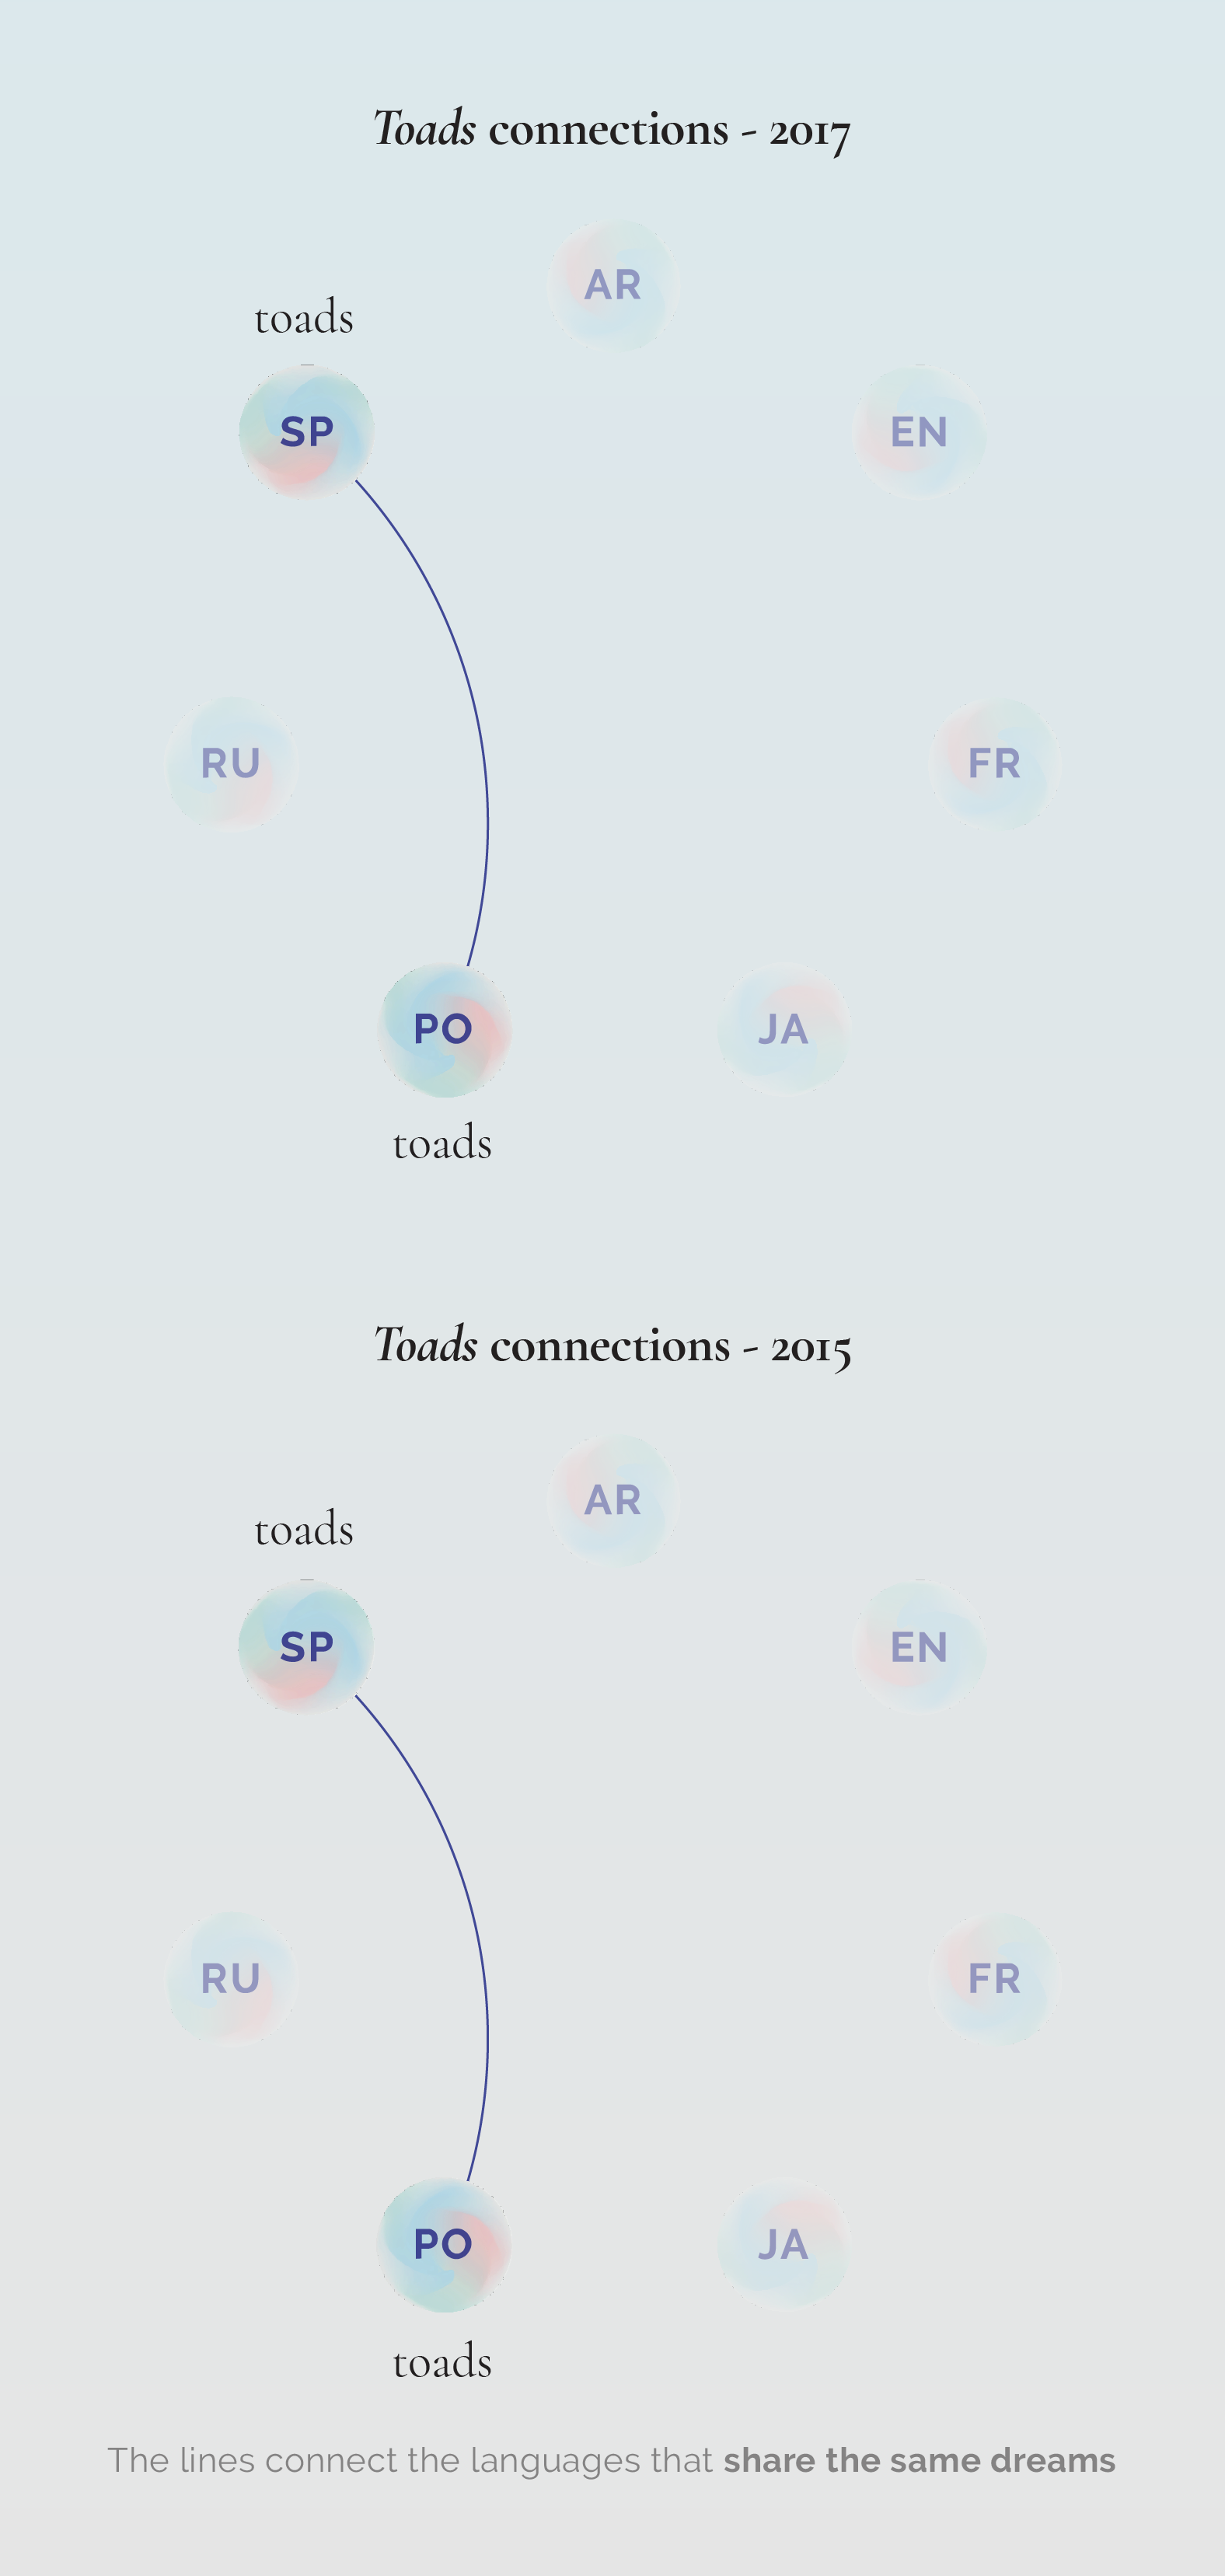 Toads connections - 2017
AR
toads
SP
EN
RU
FR
PO
JA
toads
Toads connections - 2015
AR
toads
SP
EN
RU
FR
PO
JA
toads
The lines connect the languages that share the same dreams